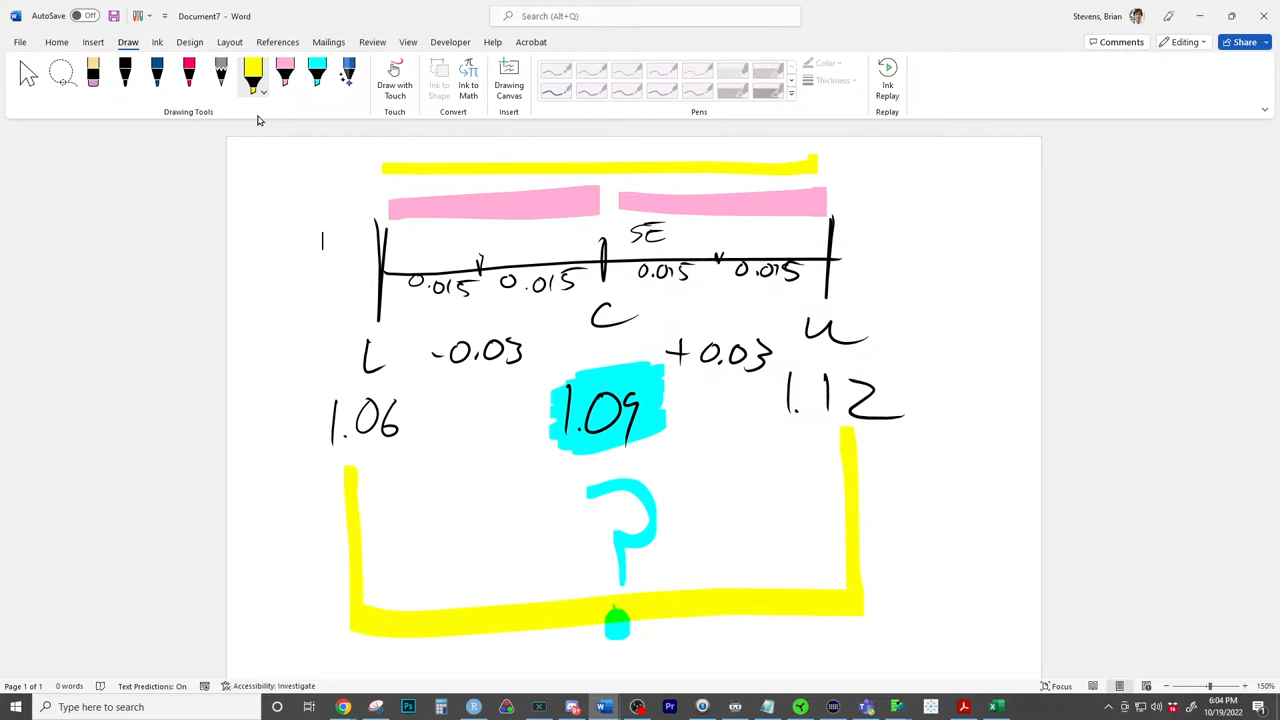 AutoSave Off Document7 - Word Search (Alt+Q) Stevens, Brian
File Home Insert Draw Ink Design Layout References Mailings Review View Developer Help Acrobat Comments Editing Share
Draw with Touch
Ink to Shape
Ink to Math
Drawing Canvas
Color
Thickness
Ink Replay
Drawing Tools Touch Convert Insert Pens Replay
SE
0.015 0.015 0.015 0.015
C
L -0.03 +0.03 u
1.06 1.09 1.12
?
Page 1 of 1 0 words Text Predictions: On Accessibility: Investigate Focus 150%
Type here to search 6:04 PM
10/19/2022